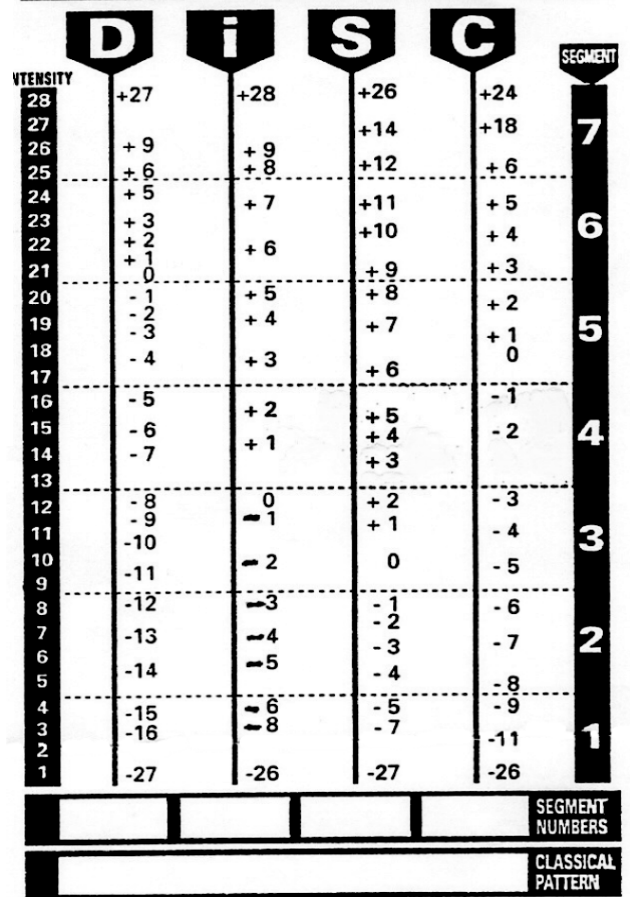 D i S C
INTENSITY SEGMENT
28 +27 +28 +26 +24
27 +14 +18 7
26 + 9 + 9
25 + 6 + 8 +12 + 6
24 + 5 + 7 +11 + 5
23 + 3 +10 + 4 6
22 + 2 + 6
+ 1
21 0 + 9 + 3
20 - 1 + 5 + 8 + 2
19 - 2 + 4 + 7 5
- 3 + 1
18 - 4 + 3 0
17 + 6
16 - 5 + 2 - 1
+5
15 - 6 + 1 +4 - 2 4
14 - 7 +3
13
12 - 8 0 + 2 - 3
- 9 - 1 + 1
11 -10 - 4 3
10 - 2 0 - 5
9 -11
8 -12 -3 - 1 - 6
- 2
7 -13 -4 - 3 - 7 2
6 -5
5 -14 - 4 - 8
4 -15 - 6 - 5 - 9
3 -16 - 8 - 7 -11 1
2
1 -27 -26 -27 -26
SEGMENT
NUMBERS
CLASSICAL
PATTERN